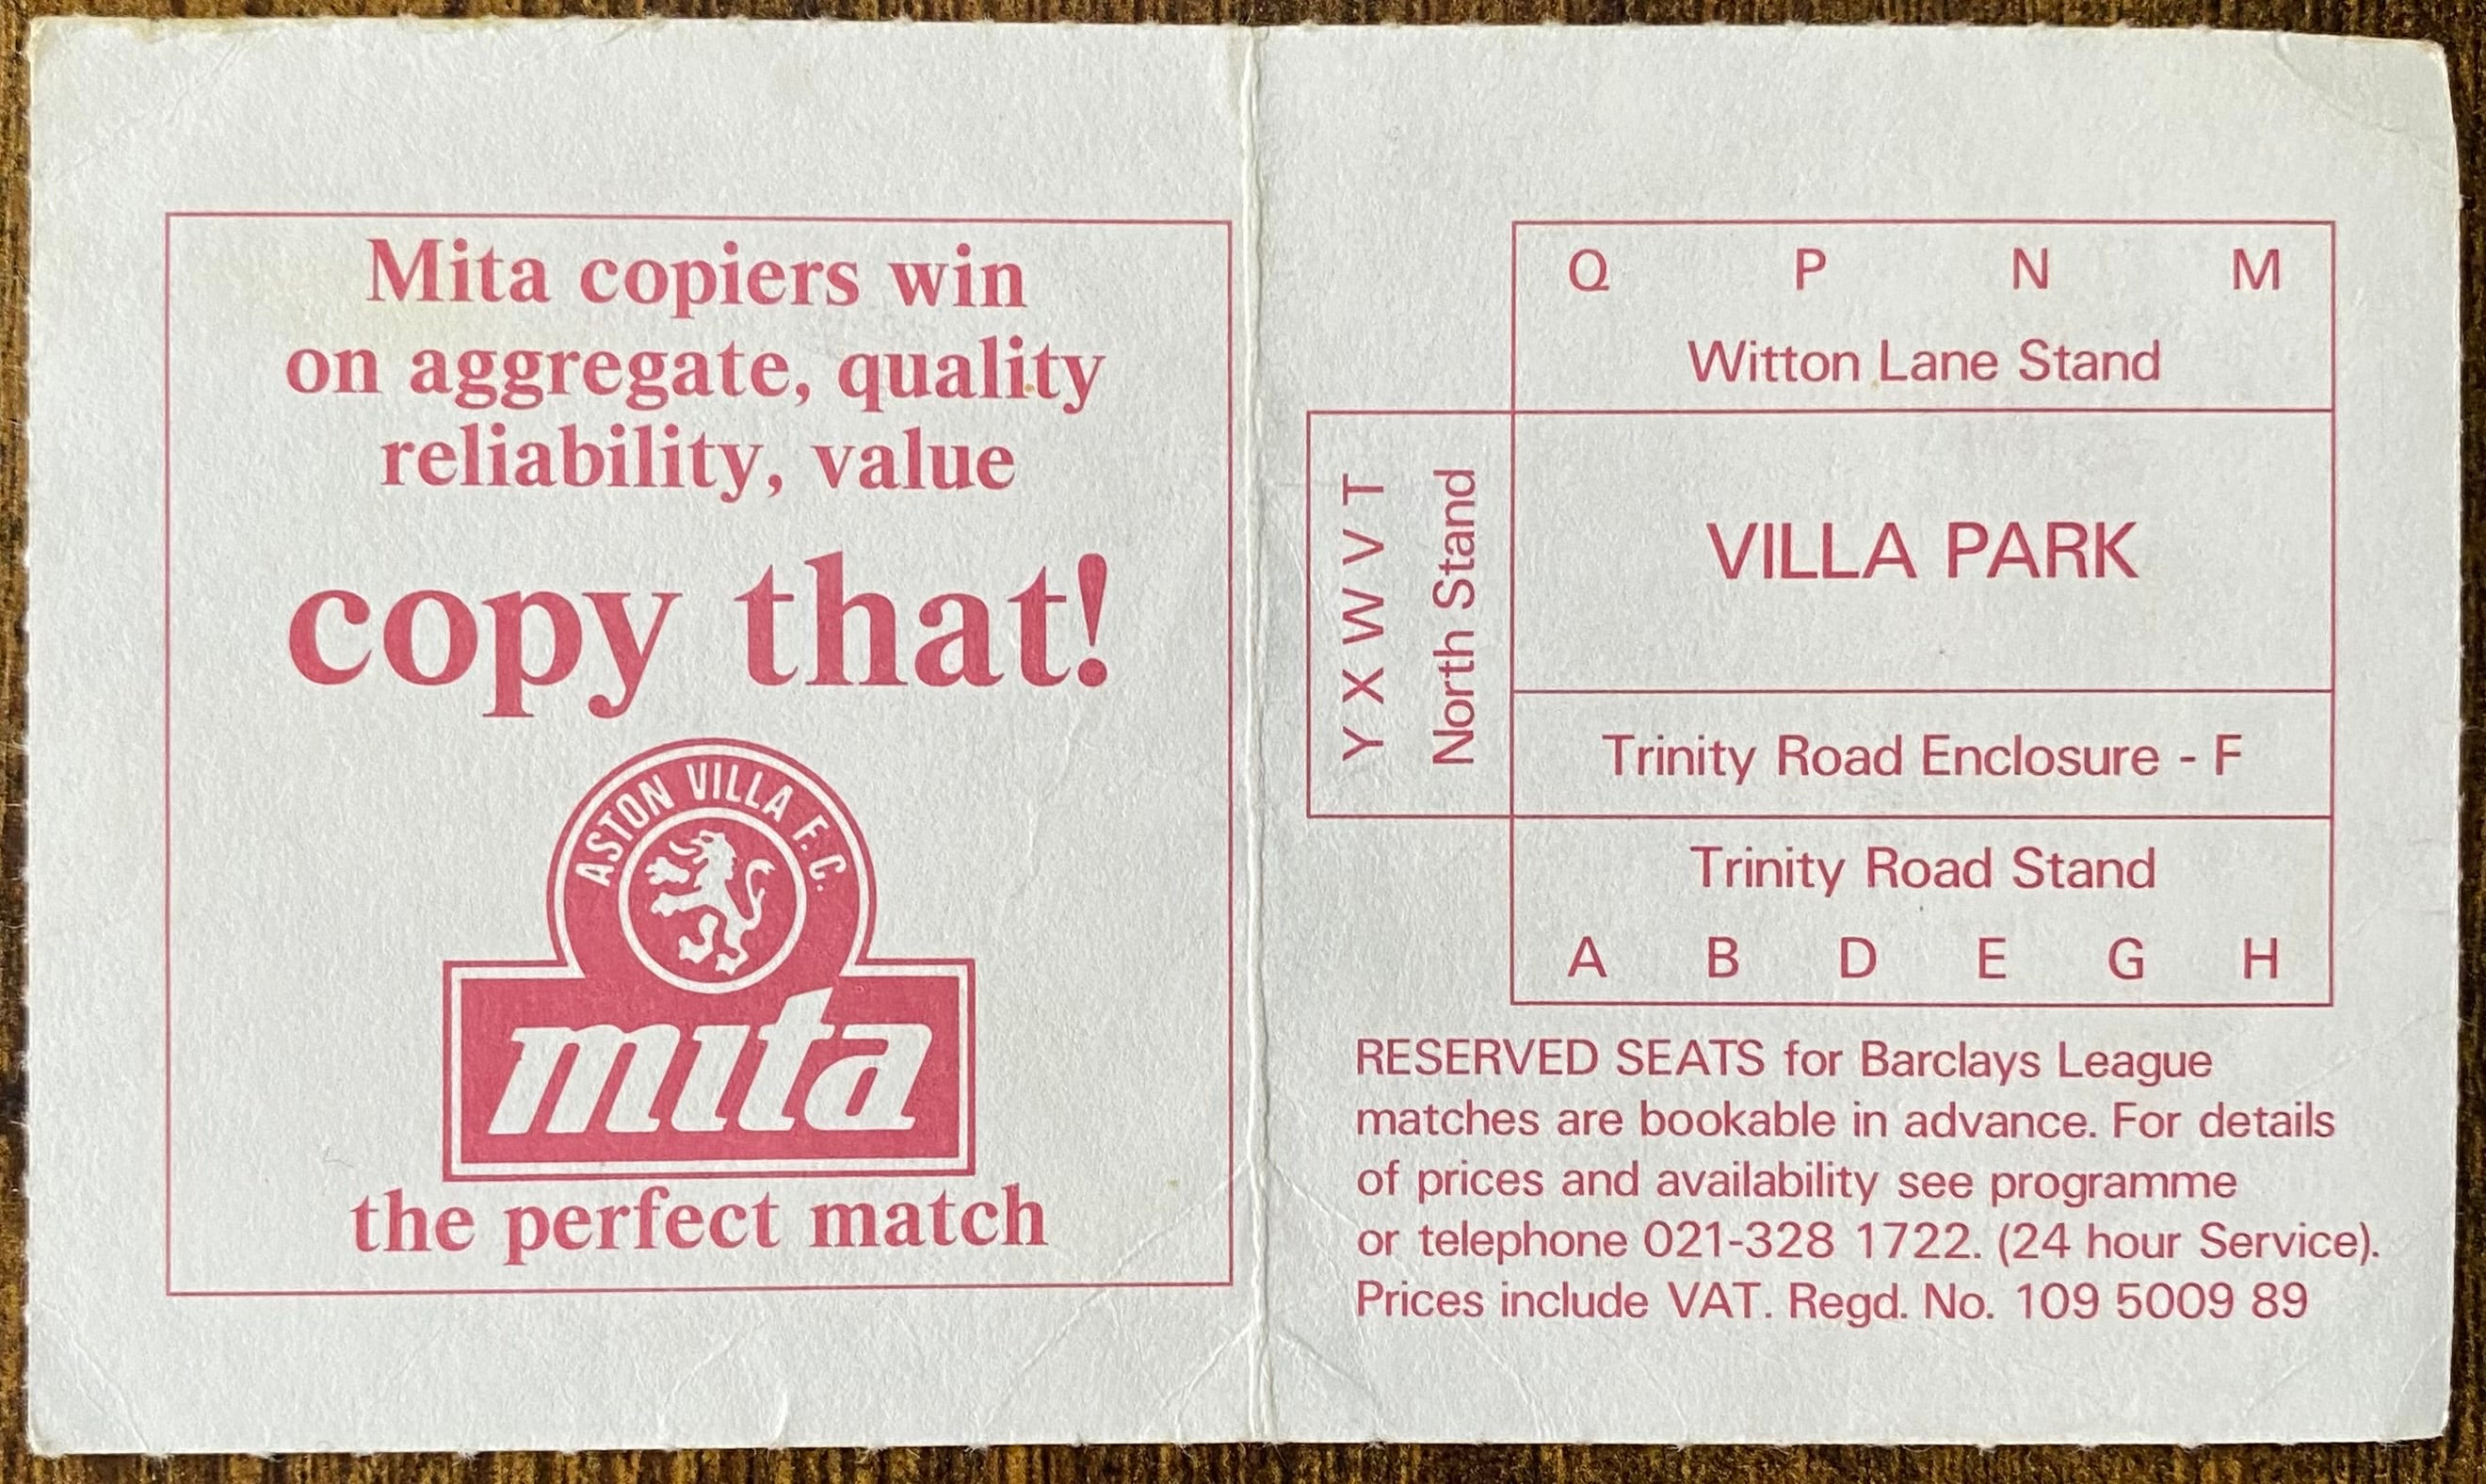 Mita copiers win
on aggregate, quality
reliability, value
copy that!
ASTON VILLA F.C.
mita
the perfect match
Q P N M
Witton Lane Stand
Y X W V T
North Stand
VILLA PARK
Trinity Road Enclosure - F
Trinity Road Stand
A B D E G H
RESERVED SEATS for Barclays League
matches are bookable in advance. For details
of prices and availability see programme
or telephone 021-328 1722. (24 hour Service).
Prices include VAT. Regd. No. 109 5009 89